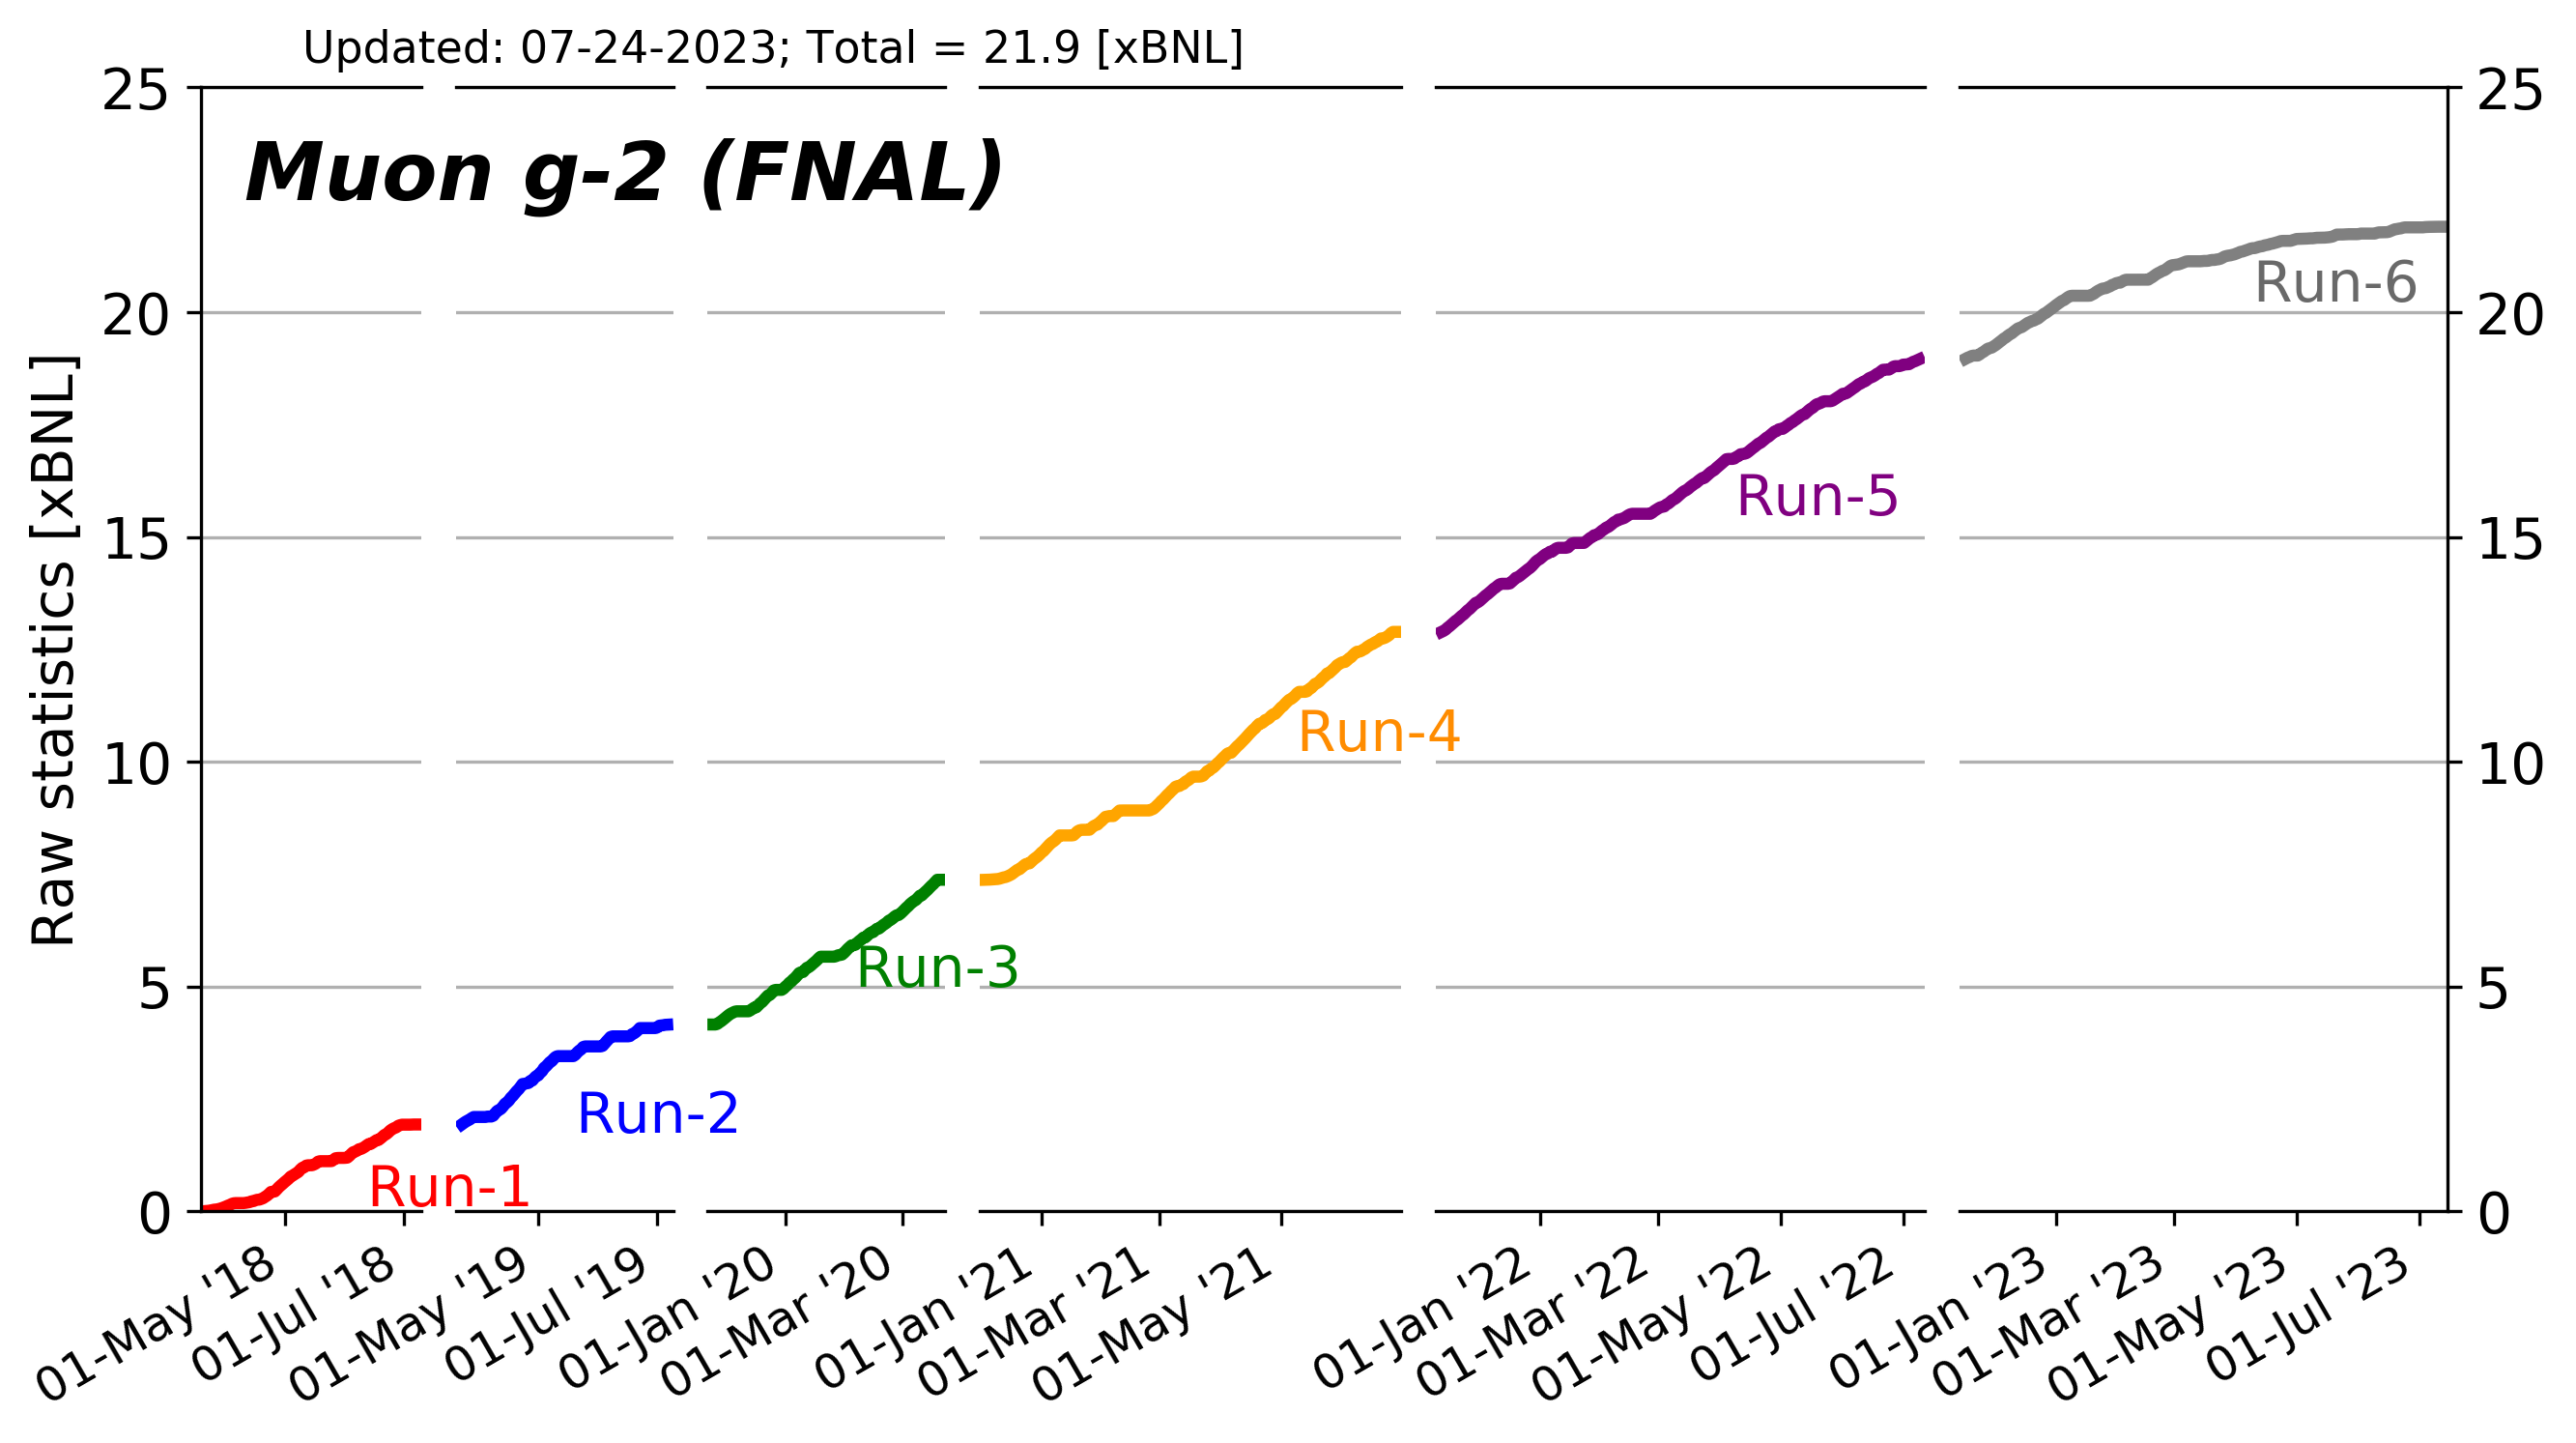 Updated: 07-24-2023; Total = 21.9 [xBNL]
Muon g-2 (FNAL)
Raw statistics [xBNL]
25
20
15
10
5
0
25
20
15
10
5
0
Run-1
Run-2
Run-3
Run-4
Run-5
Run-6
01-May '18
01-Jul '18
01-May '19
01-Jul '19
01-Jan '20
01-Mar '20
01-Jan '21
01-Mar '21
01-May '21
01-Jan '22
01-Mar '22
01-May '22
01-Jul '22
01-Jan '23
01-Mar '23
01-May '23
01-Jul '23